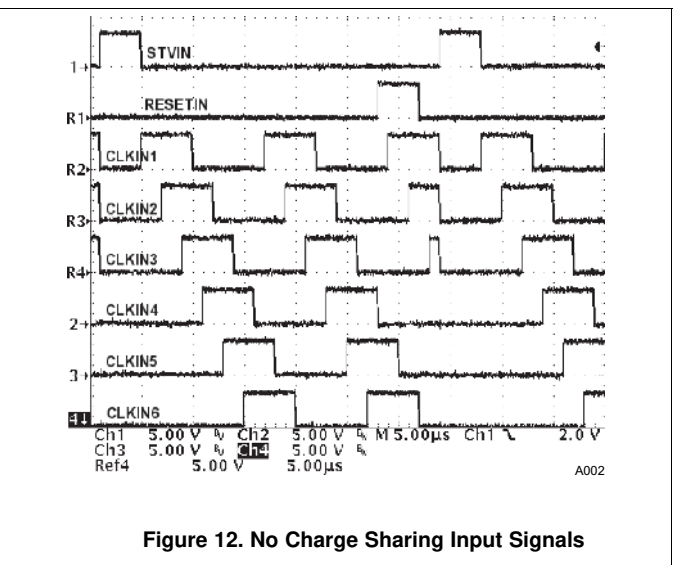 STVIN
1
RESETIN
R1
CLKIN1
R2
CLKIN2
R3
CLKIN3
R4
CLKIN4
2
CLKIN5
3
CLKIN6
4
Ch1 5.00 V Ch2 5.00 V M 5.00µs Ch1 2.0 V
Ch3 5.00 V Ch4 5.00 V
Ref4 5.00 V 5.00µs
A002
Figure 12. No Charge Sharing Input Signals